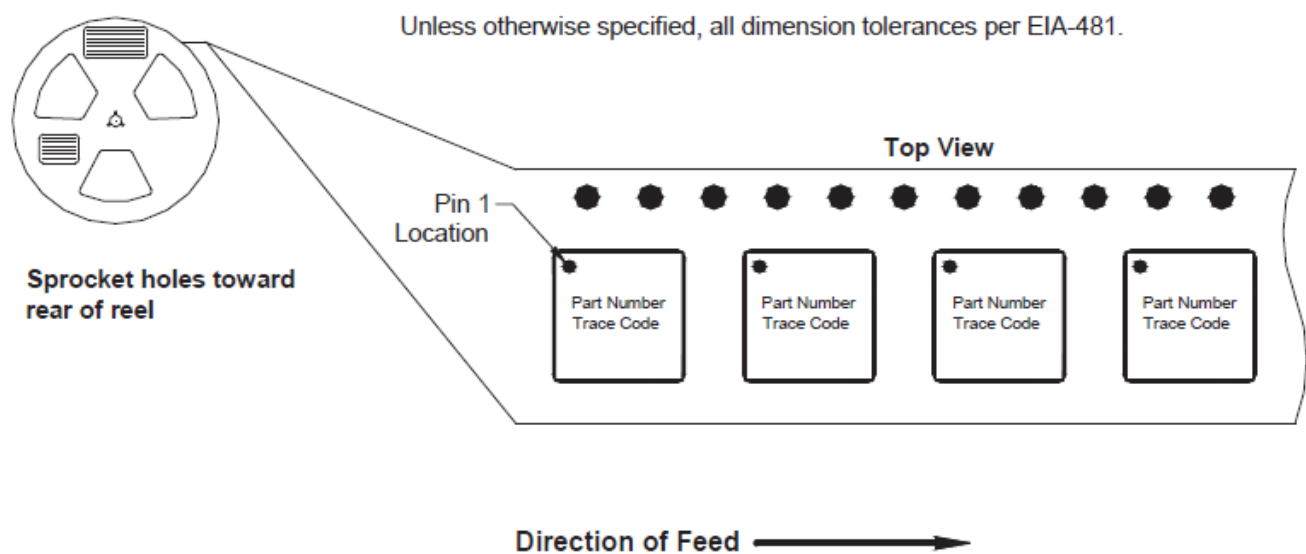 Unless otherwise specified, all dimension tolerances per EIA-481.
Top View
Pin 1
Location
Sprocket holes toward
rear of reel
Part Number
Trace Code
Part Number
Trace Code
Part Number
Trace Code
Part Number
Trace Code
Direction of Feed